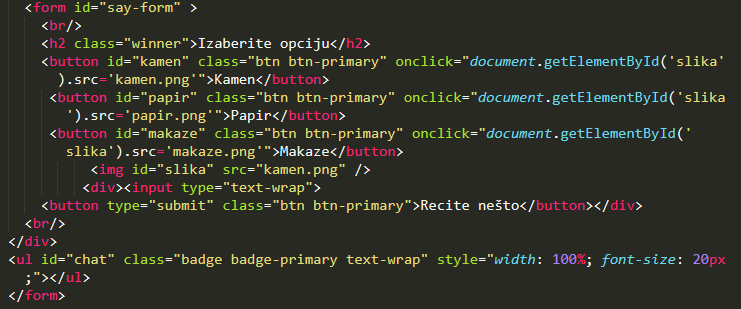 <form id="say-form" >
<br/>
<h2 class="winner">Izaberite opciju</h2>
<button id="kamen" class="btn btn-primary" onclick="document.getElementById('slika'
).src='kamen.png'">Kamen</button>
<button id="papir" class="btn btn-primary" onclick="document.getElementById('slika
').src='papir.png'">Papir</button>
<button id="makaze" class="btn btn-primary" onclick="document.getElementById('
slika').src='makaze.png'">Makaze</button>
<img id="slika" src="kamen.png" />
<div><input type="text-wrap">
<button type="submit" class="btn btn-primary">Recite nešto</button></div>
<br/>
</div>
<ul id="chat" class="badge badge-primary text-wrap" style="width: 100%; font-size: 20px
;"></ul>
</form>